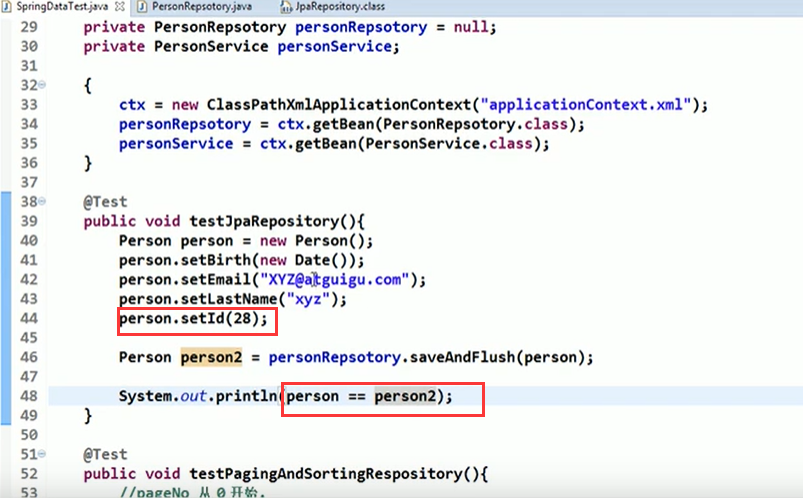 SpringDataTest.java PersonRepsotory.java JpaRepository.class
29 private PersonRepsotory personRepsotory = null;
30 private PersonService personService;
31
32 {
33 ctx = new ClassPathXmlApplicationContext("applicationContext.xml");
34 personRepsotory = ctx.getBean(PersonRepsotory.class);
35 personService = ctx.getBean(PersonService.class);
36 }
37
38 @Test
39 public void testJpaRepository(){
40 Person person = new Person();
41 person.setBirth(new Date());
42 person.setEmail("XYZ@atguigu.com");
43 person.setLastName("xyz");
44 person.setId(28);
45
46 Person person2 = personRepsotory.saveAndFlush(person);
47
48 System.out.println(person == person2);
49 }
50
51 @Test
52 public void testPagingAndSortingRespository(){
53 //pageNo 从 0 开始.